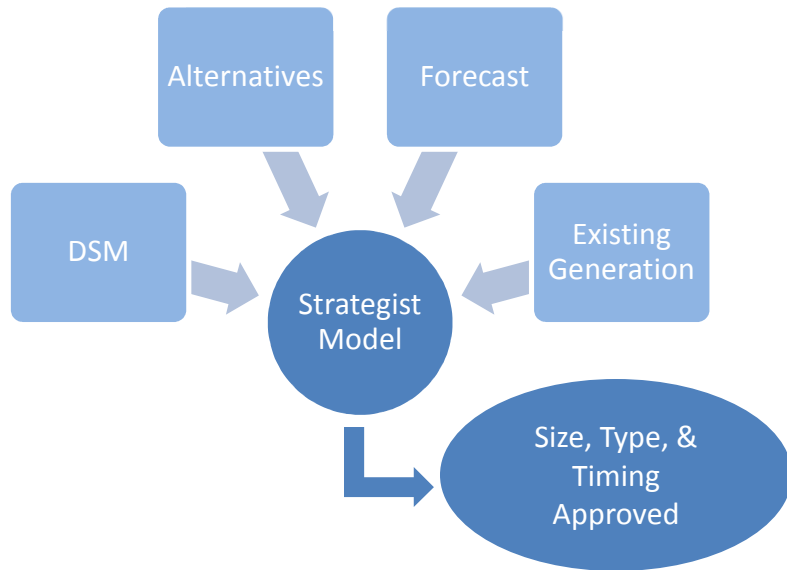 Alternatives
Forecast
DSM
Existing
Generation
Strategist
Model
Size, Type, &
Timing
Approved